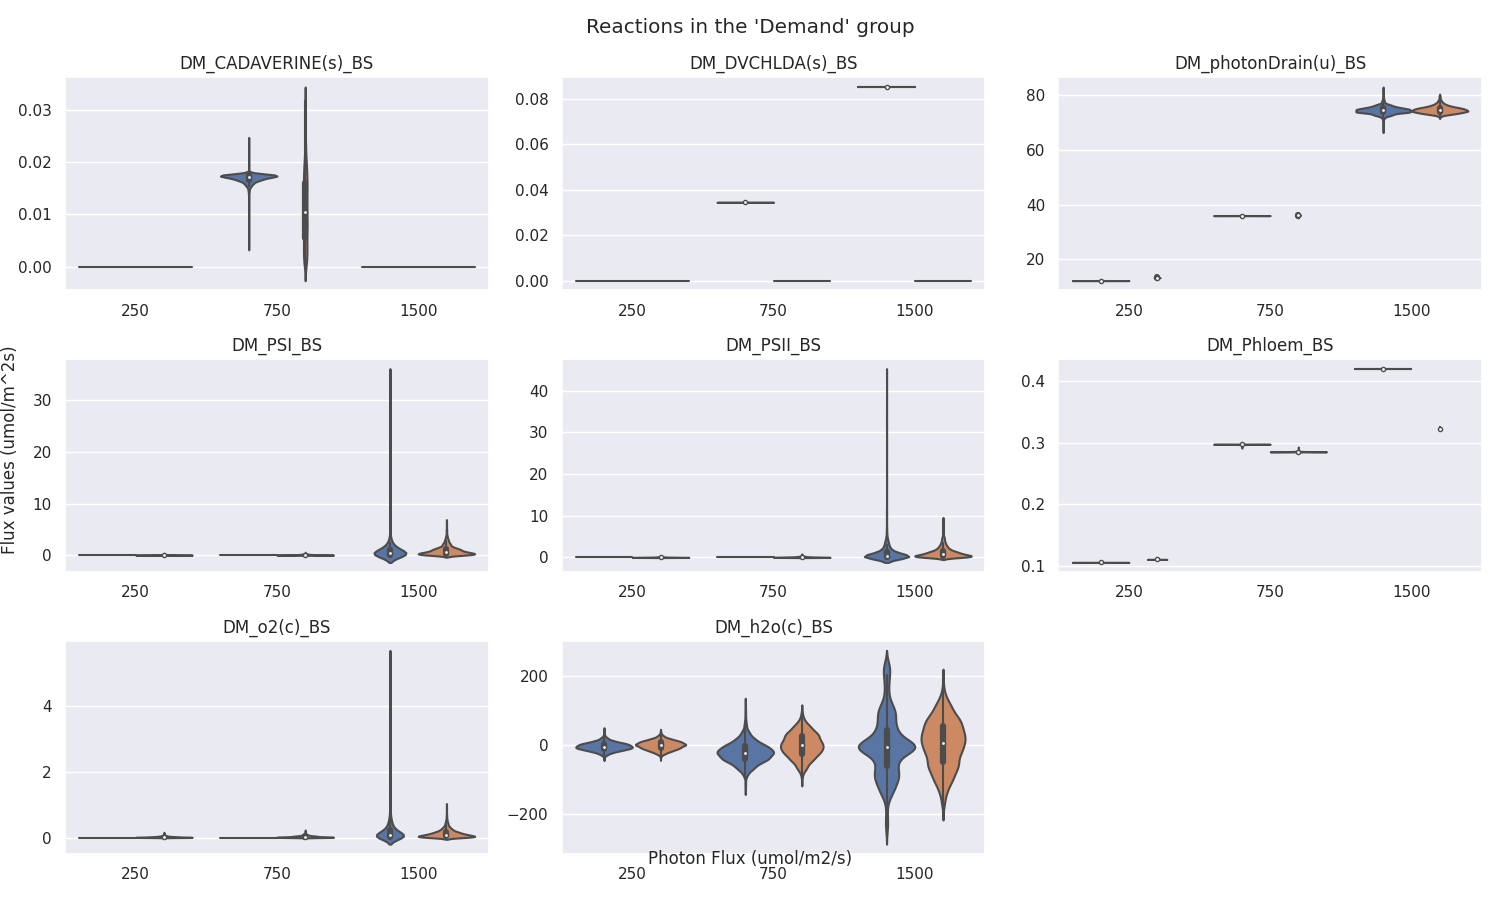 Reactions in the 'Demand' group
DM_CADAVERINE(s)_BS
0.03
0.02
0.01
0.00
250 750 1500
DM_DVCHLDA(s)_BS
0.08
0.06
0.04
0.02
0.00
250 750 1500
DM_photonDrain(u)_BS
80
60
40
20
250 750 1500
Flux values (umol/m^2s)
DM_PSI_BS
30
20
10
0
250 750 1500
DM_PSII_BS
40
30
20
10
0
250 750 1500
DM_Phloem_BS
0.4
0.3
0.2
0.1
250 750 1500
DM_o2(c)_BS
4
2
0
250 750 1500
DM_h2o(c)_BS
200
0
−200
250 750 1500
Photon Flux (umol/m2/s)